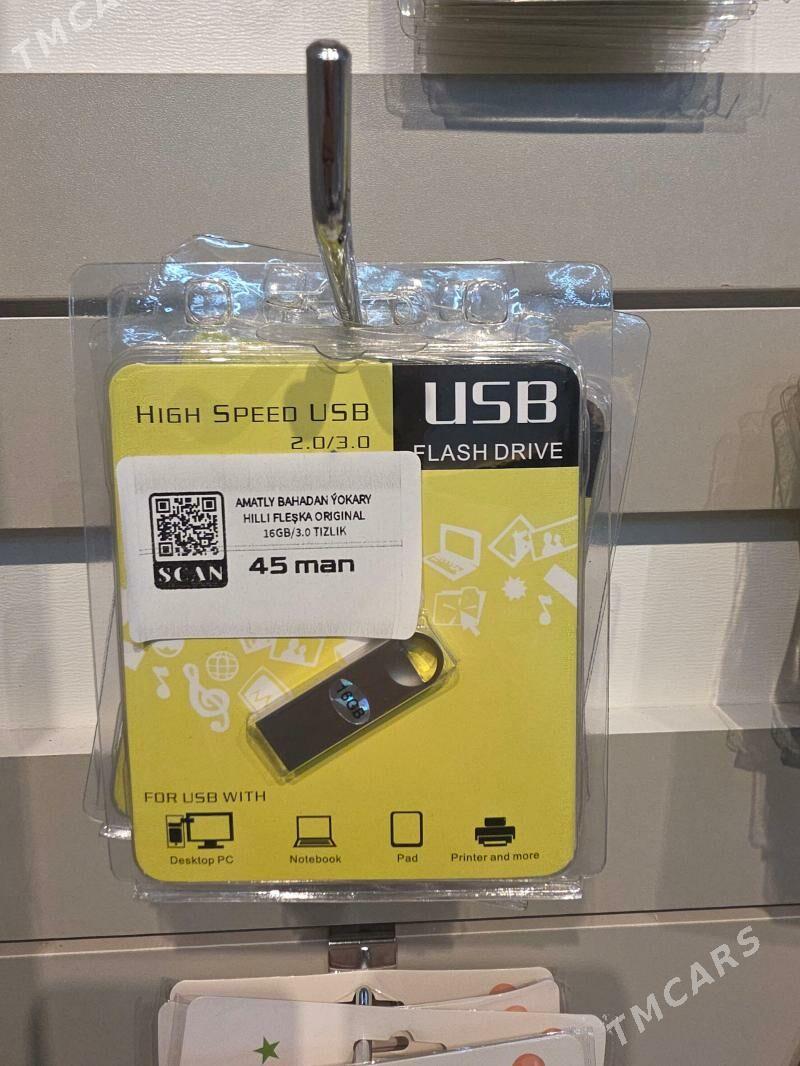 TMCARS
HIGH SPEED USB
2.0/3.0
USB
FLASH DRIVE
AMATLY BAHADAN ÝOKARY
HILLI FLEŞKA ORIGINAL
16GB/3.0 TIZLIK
SCAN
45 man
16GB
FOR USB WITH
Desktop PC
Notebook
Pad
Printer and more
TMCARS